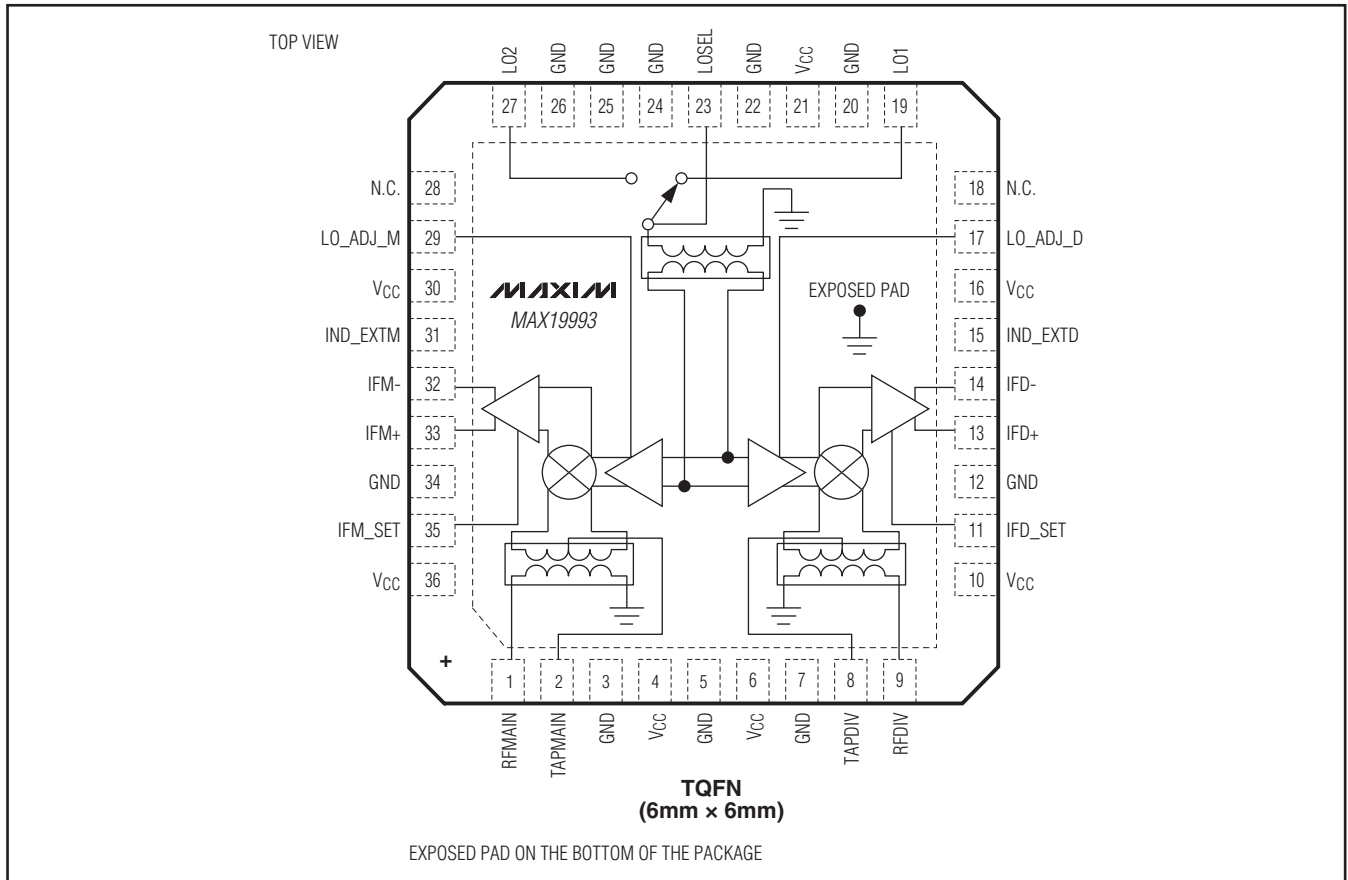 TOP VIEW
LO2 GND GND GND LOSEL GND VCC GND LO1
27 26 25 24 23 22 21 20 19
N.C. 28 18 N.C.
LO_ADJ_M 29 17 LO_ADJ_D
VCC 30 16 VCC
MAXIM
MAX19993
EXPOSED PAD
IND_EXTM 31 15 IND_EXTD
IFM- 32 14 IFD-
IFM+ 33 13 IFD+
GND 34 12 GND
IFM_SET 35 11 IFD_SET
VCC 36 10 VCC
+
1 2 3 4 5 6 7 8 9
RFMAIN TAPMAIN GND VCC GND VCC GND TAPDIV RFDIV
TQFN
(6mm × 6mm)
EXPOSED PAD ON THE BOTTOM OF THE PACKAGE